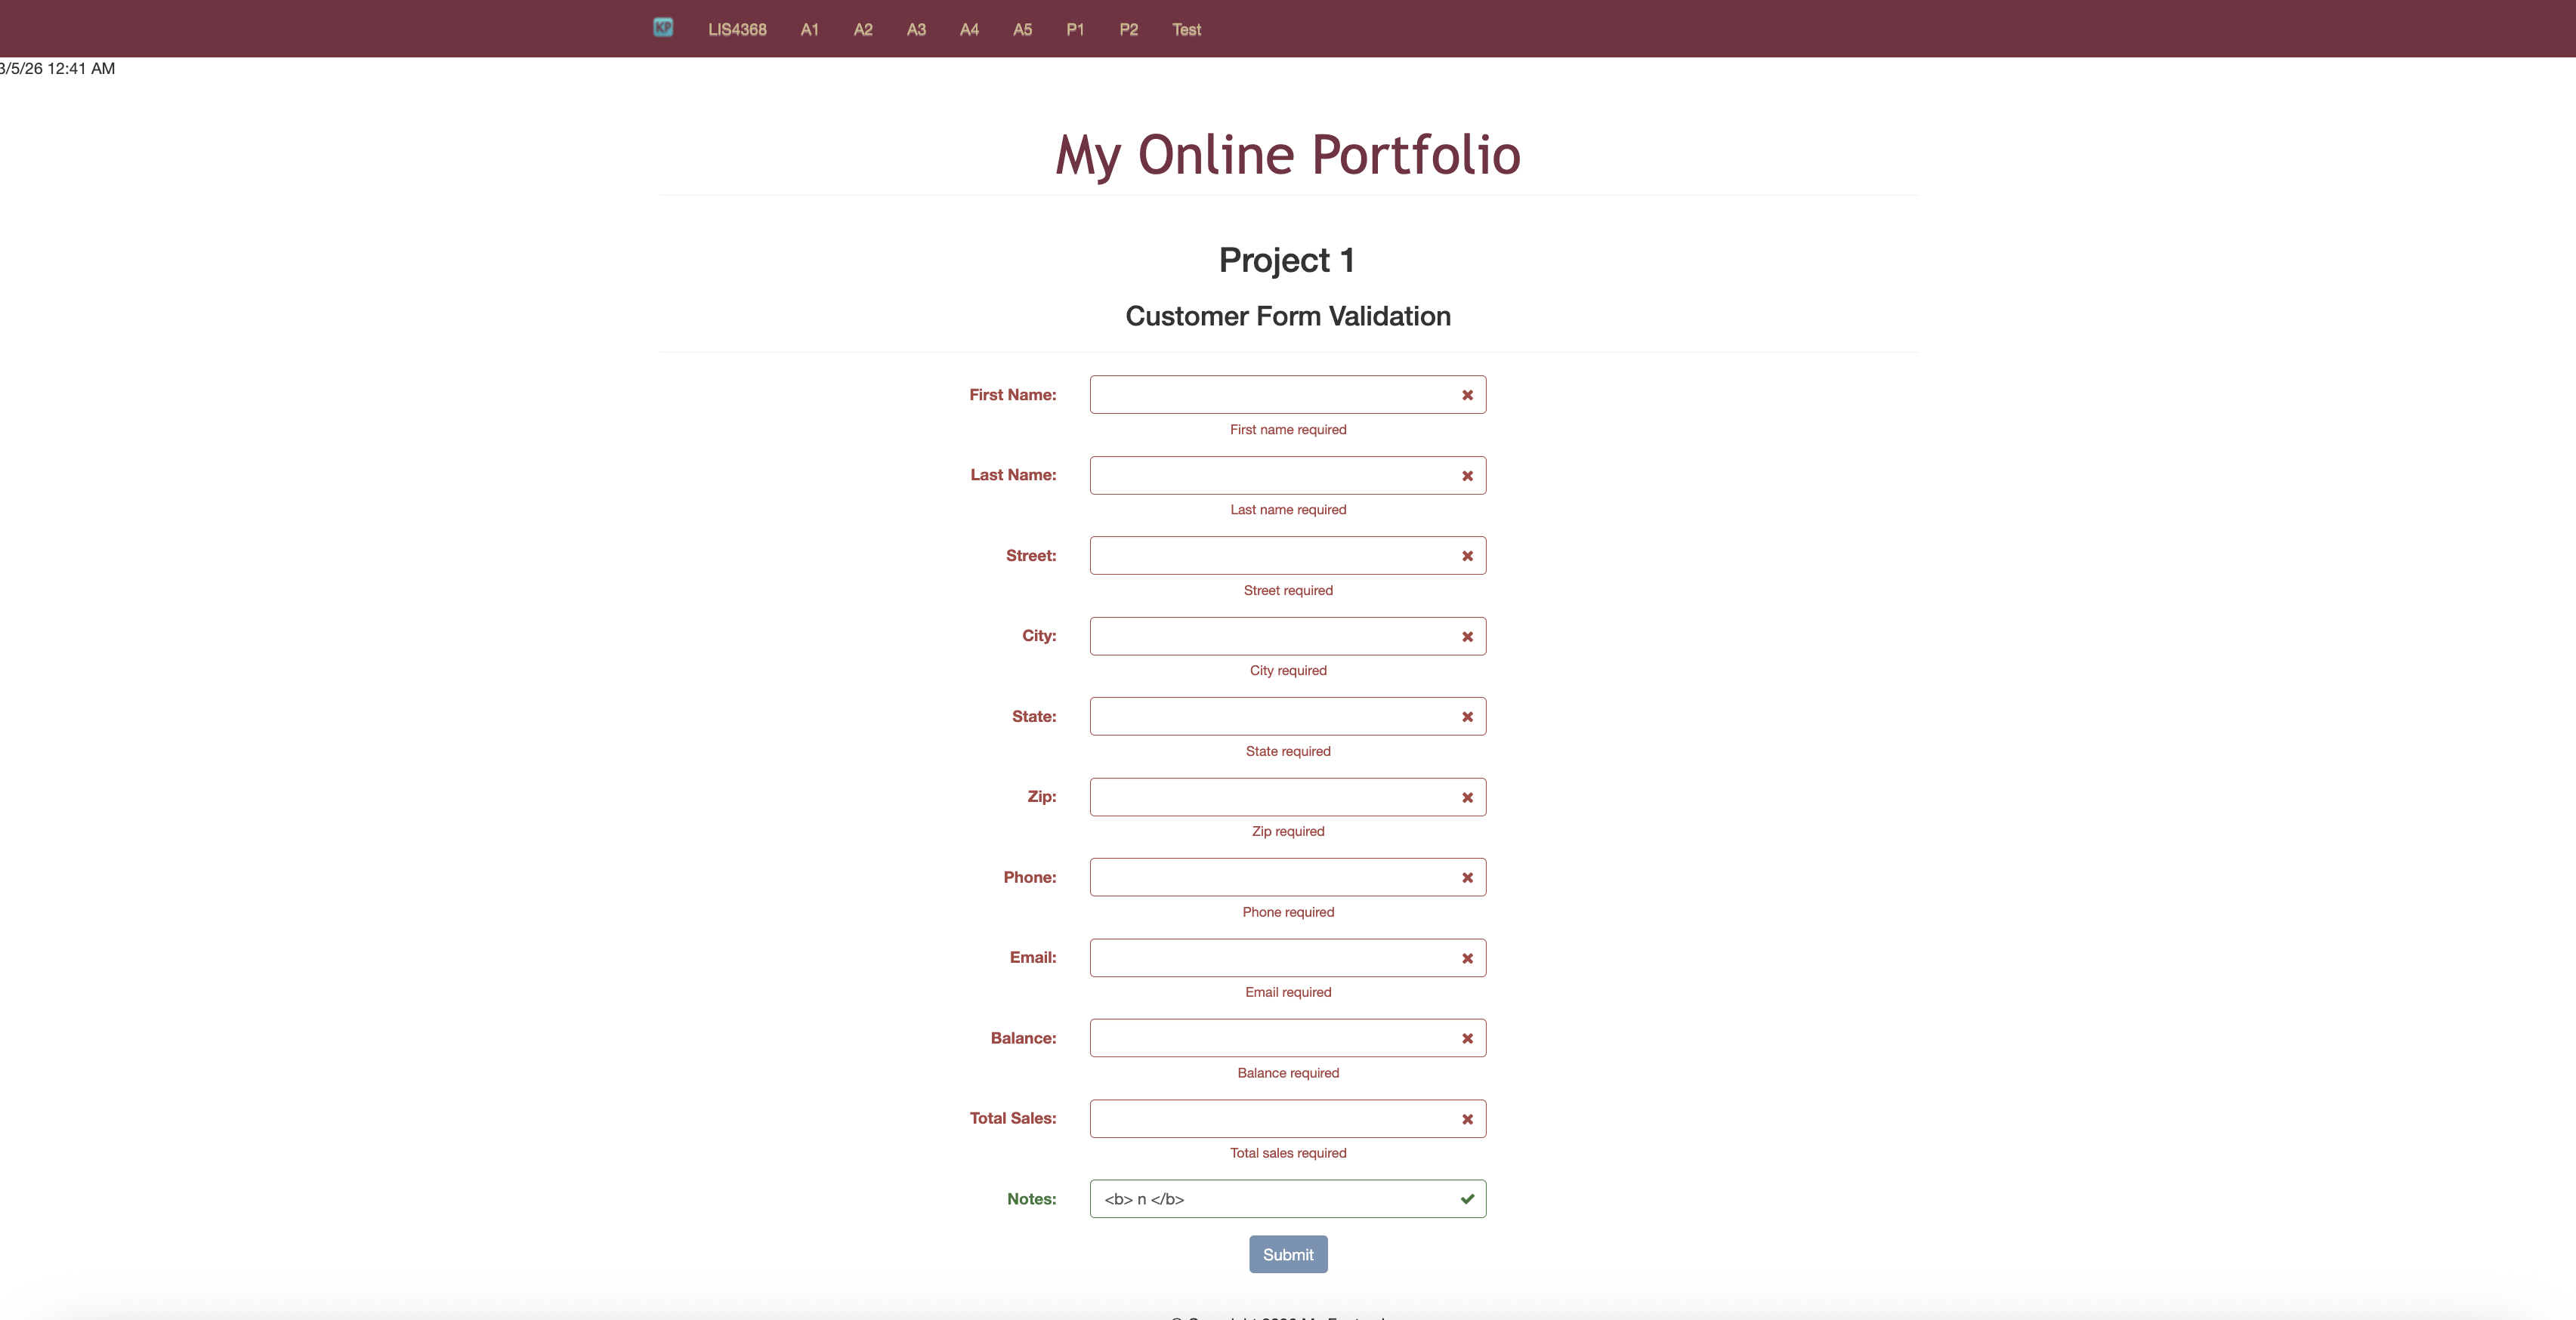 KP LIS4368 A1 A2 A3 A4 A5 P1 P2 Test
3/5/26 12:41 AM
My Online Portfolio
Project 1
Customer Form Validation
First Name:
First name required
Last Name:
Last name required
Street:
Street required
City:
City required
State:
State required
Zip:
Zip required
Phone:
Phone required
Email:
Email required
Balance:
Balance required
Total Sales:
Total sales required
Notes: <b> n </b>
Submit